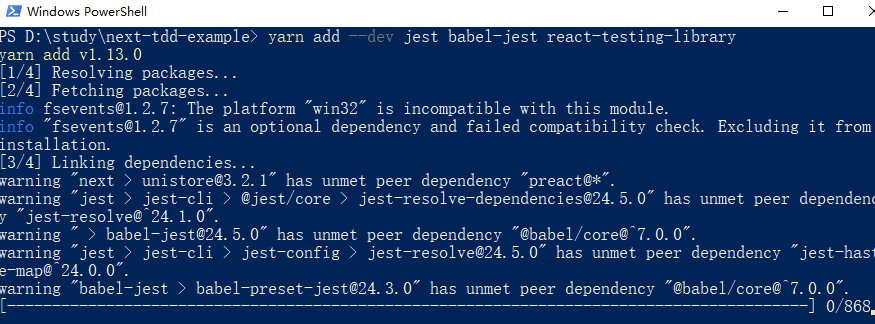 Windows PowerShell
PS D:\study\next-tdd-example> yarn add --dev jest babel-jest react-testing-library
yarn add v1.13.0
[1/4] Resolving packages...
[2/4] Fetching packages...
info fsevents@1.2.7: The platform "win32" is incompatible with this module.
info "fsevents@1.2.7" is an optional dependency and failed compatibility check. Excluding it from
installation.
[3/4] Linking dependencies...
warning "next > unistore@3.2.1" has unmet peer dependency "preact@*".
warning "jest > jest-cli > @jest/core > jest-resolve-dependencies@24.5.0" has unmet peer dependenc
y "jest-resolve@^24.1.0".
warning " > babel-jest@24.5.0" has unmet peer dependency "@babel/core@^7.0.0".
warning "jest > jest-cli > jest-config > jest-resolve@24.5.0" has unmet peer dependency "jest-hast
e-map@^24.0.0".
warning "babel-jest > babel-preset-jest@24.3.0" has unmet peer dependency "@babel/core@^7.0.0".
[-------------------------------------------------------------------------------------] 0/868